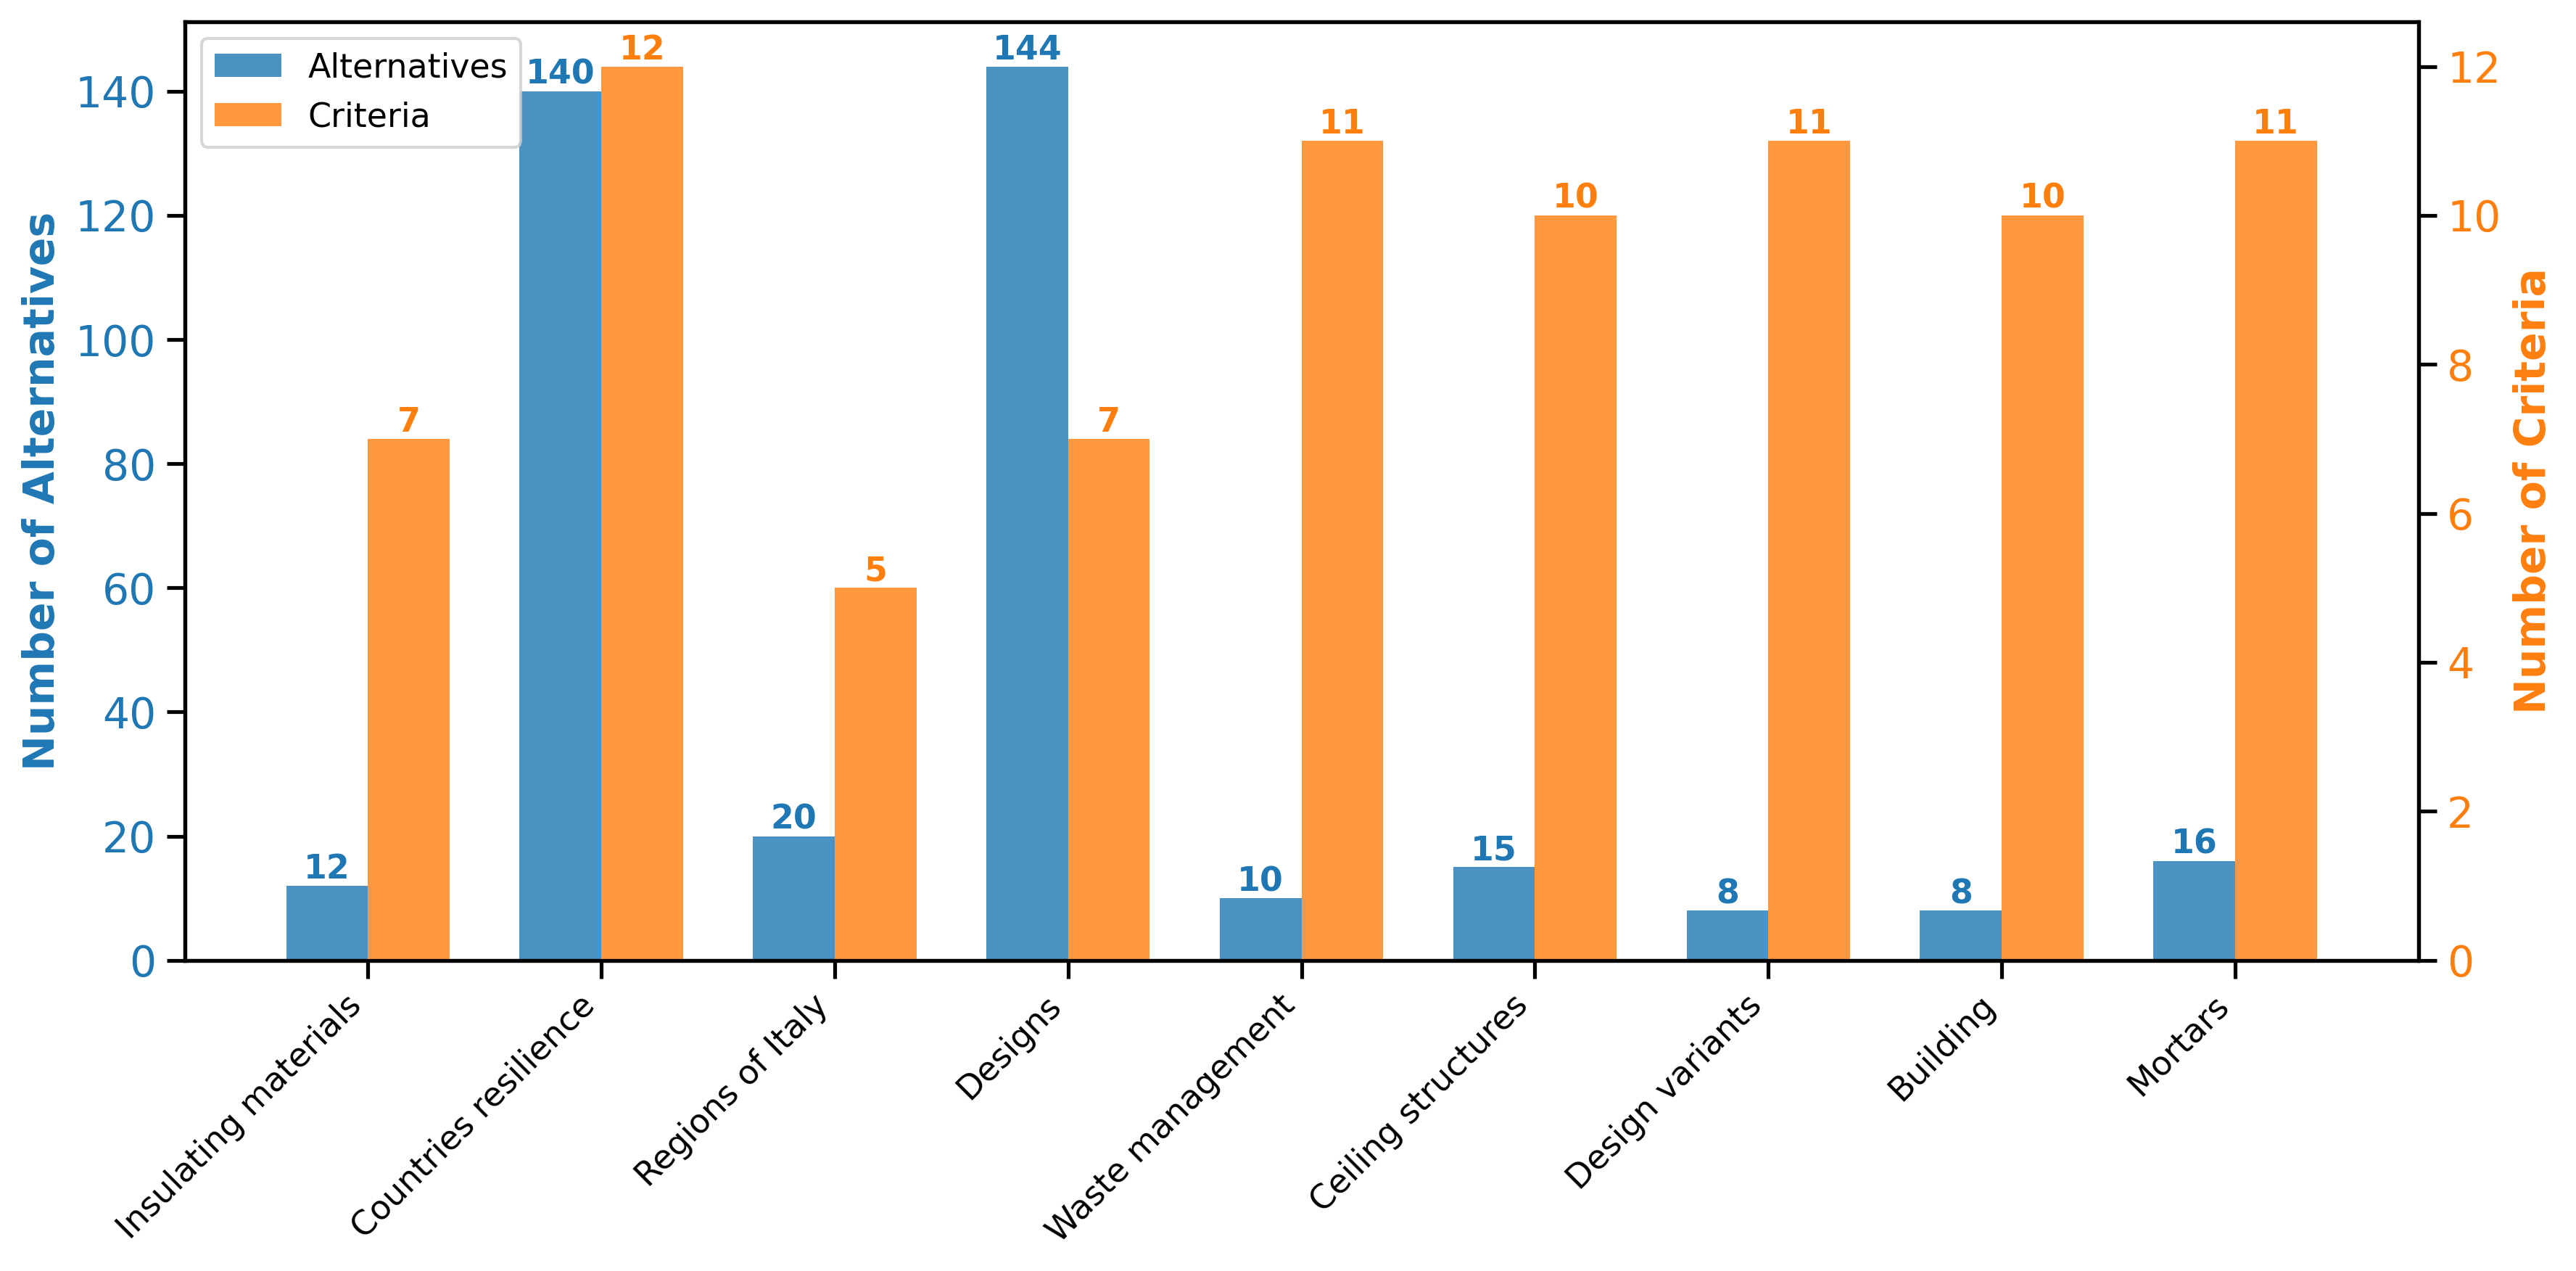 Alternatives
Criteria
Number of Alternatives
140
120
100
80
60
40
20
0
12
7
140
12
20
5
144
7
10
11
15
10
8
11
8
10
16
11
12
10
8
6
4
2
0
Number of Criteria
Insulating materials
Countries resilience
Regions of Italy
Designs
Waste management
Ceiling structures
Design variants
Building
Mortars